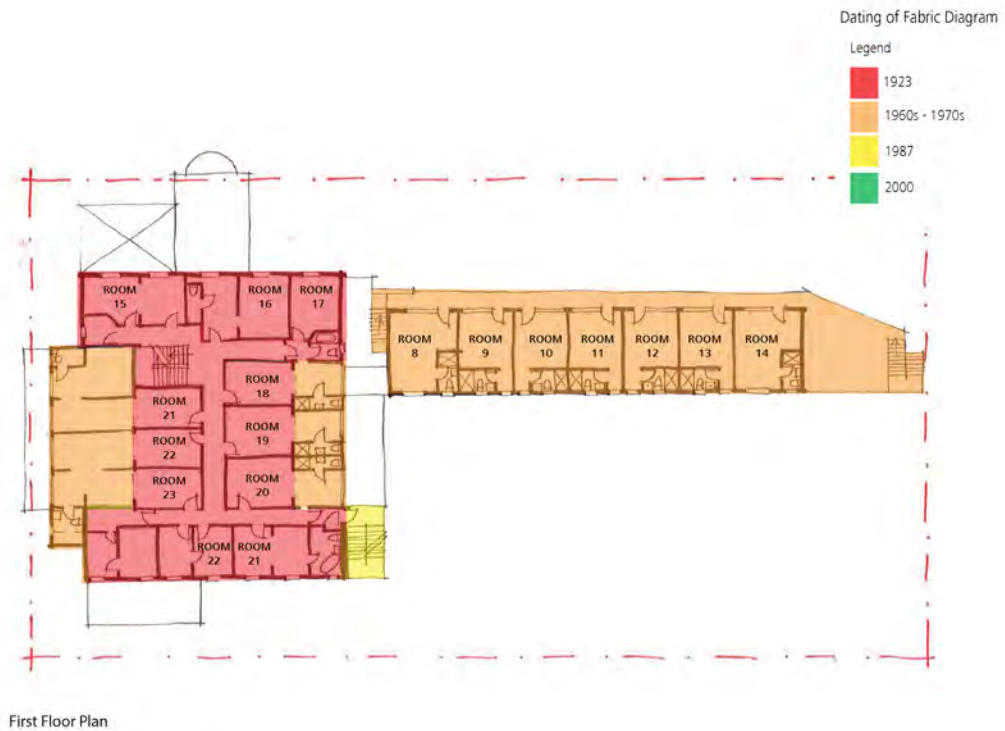 Dating of Fabric Diagram
Legend
1923
1960s - 1970s
1987
2000
ROOM
15
ROOM
16
ROOM
17
ROOM
8
ROOM
9
ROOM
10
ROOM
11
ROOM
12
ROOM
13
ROOM
14
ROOM
18
ROOM
21
ROOM
19
ROOM
22
ROOM
20
ROOM
23
ROOM
22
ROOM
21
First Floor Plan